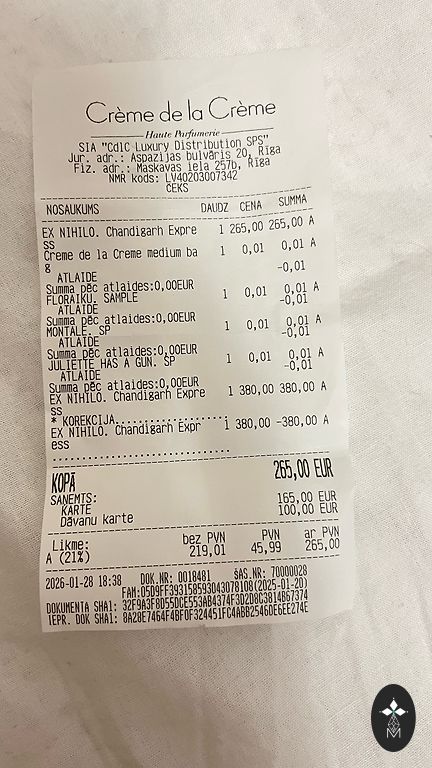 Crème de la Crème
Haute Parfumerie
SIA "CdlC Luxury Distribution SPS"
Jur. adr.: Aspazijas bulvāris 20, Rīga
Fiz. adr.: Maskavas iela 257b, Rīga
NMR kods: LV40203007342
ČEKS
NOSAUKUMS DAUDZ CENA SUMMA
EX NIHILO. Chandigarh Expre 1 265,00 265,00 A
ss
Creme de la Creme medium ba 1 0,01 0,01 A
g
ATLAIDE -0,01
Summa pēc atlaides:0,00EUR
FLORAIKU. SAMPLE 1 0,01 0,01 A
ATLAIDE -0,01
Summa pēc atlaides:0,00EUR
MONTALE. SP 1 0,01 0,01 A
ATLAIDE -0,01
Summa pēc atlaides:0,00EUR
JULIETTE HAS A GUN. SP 1 0,01 0,01 A
ATLAIDE -0,01
Summa pēc atlaides:0,00EUR
EX NIHILO. Chandigarh Expre 1 380,00 380,00 A
ss
* KOREKCIJA......................
EX NIHILO. Chandigarh Expr 1 380,00 -380,00 A
ess
..............................
KOPĀ 265,00 EUR
SAŅEMTS:
KARTE 165,00 EUR
Dāvanu karte 100,00 EUR
Likme: bez PVN PVN ar PVN
A (21%) 219,01 45,99 265,00
2026-01-28 18:38 DOK.NR: 0018481 SAS.NR: 70000028
FAM:05D9FF39315859304307810B(2025-01-20)
DOKUMENTA SHA1: 32F9A3F8D55DCE553AB4374F3D2D8C3814B67374
IEPR. DOK SHA1: 8A28E7464F4BF0F324451FC4ABB2546DE6EE274E
M